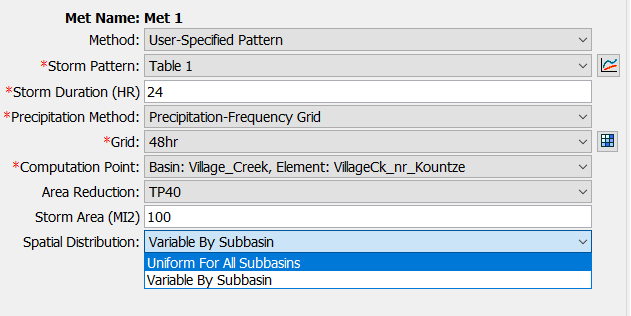 Met Name: Met 1
Method: User-Specified Pattern
*Storm Pattern: Table 1
*Storm Duration (HR) 24
*Precipitation Method: Precipitation-Frequency Grid
*Grid: 48hr
*Computation Point: Basin: Village_Creek, Element: VillageCk_nr_Kountze
Area Reduction: TP40
Storm Area (MI2) 100
Spatial Distribution: Variable By Subbasin
Uniform For All Subbasins
Variable By Subbasin